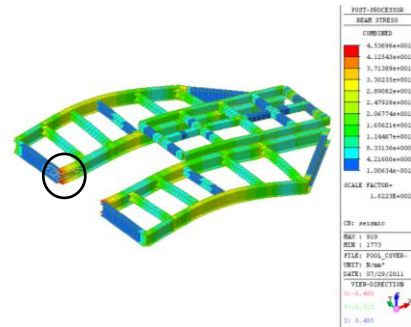 POST-PROCESSOR
BEAM STRESS
COMBINED
4.53696e+001
4.12543e+001
3.71389e+001
3.30235e+001
2.89082e+001
2.47928e+001
2.06774e+001
1.65621e+001
1.24467e+001
8.33136e+000
4.21600e+000
1.00634e-001
SCALE FACTOR=
1.6223E+002
CB: seismic
MAX : 919
MIN : 1773
FILE: POOL_COVER~
UNIT: N/mm²
DATE: 07/29/2011
VIEW-DIRECTION
Z: 0.485